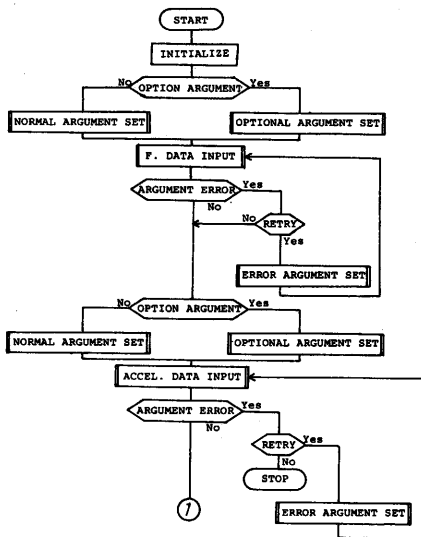 START
INITIALIZE
No OPTION ARGUMENT Yes
NORMAL ARGUMENT SET OPTIONAL ARGUMENT SET
F. DATA INPUT
ARGUMENT ERROR Yes
No
No RETRY
Yes
ERROR ARGUMENT SET
No OPTION ARGUMENT Yes
NORMAL ARGUMENT SET OPTIONAL ARGUMENT SET
ACCEL. DATA INPUT
ARGUMENT ERROR Yes
No
RETRY Yes
No
STOP
1
ERROR ARGUMENT SET